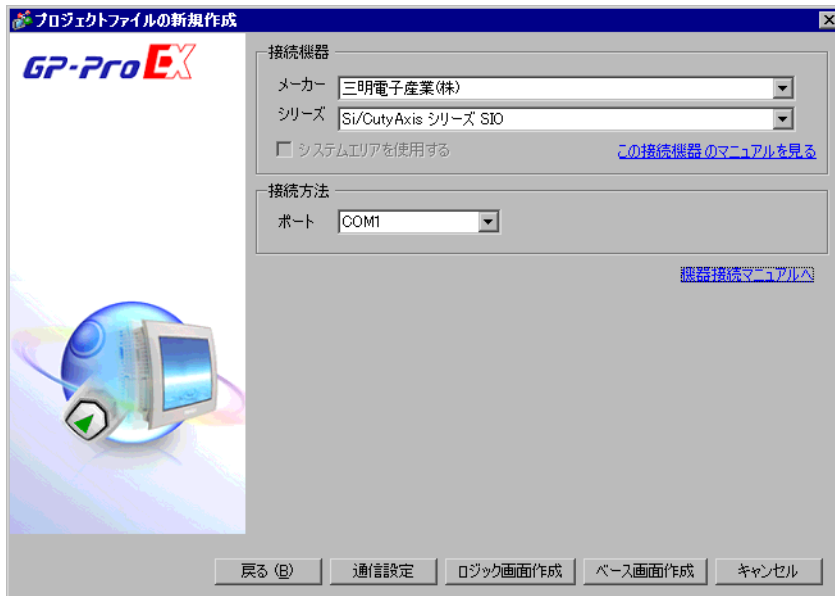 プロジェクトファイルの新規作成
GP-Pro EX
接続機器
メーカー 三明電子産業(株)
シリーズ Si/CutyAxis シリーズ SIO
システムエリアを使用する この接続機器のマニュアルを見る
接続方法
ポート COM1
機器接続マニュアルへ
戻る (B) 通信設定 ロジック画面作成 ベース画面作成 キャンセル